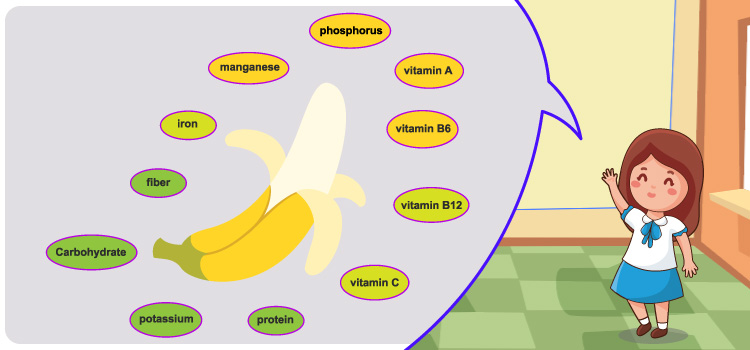 phosphorus
manganese
vitamin A
iron
vitamin B6
fiber
vitamin B12
Carbohydrate
vitamin C
potassium
protein